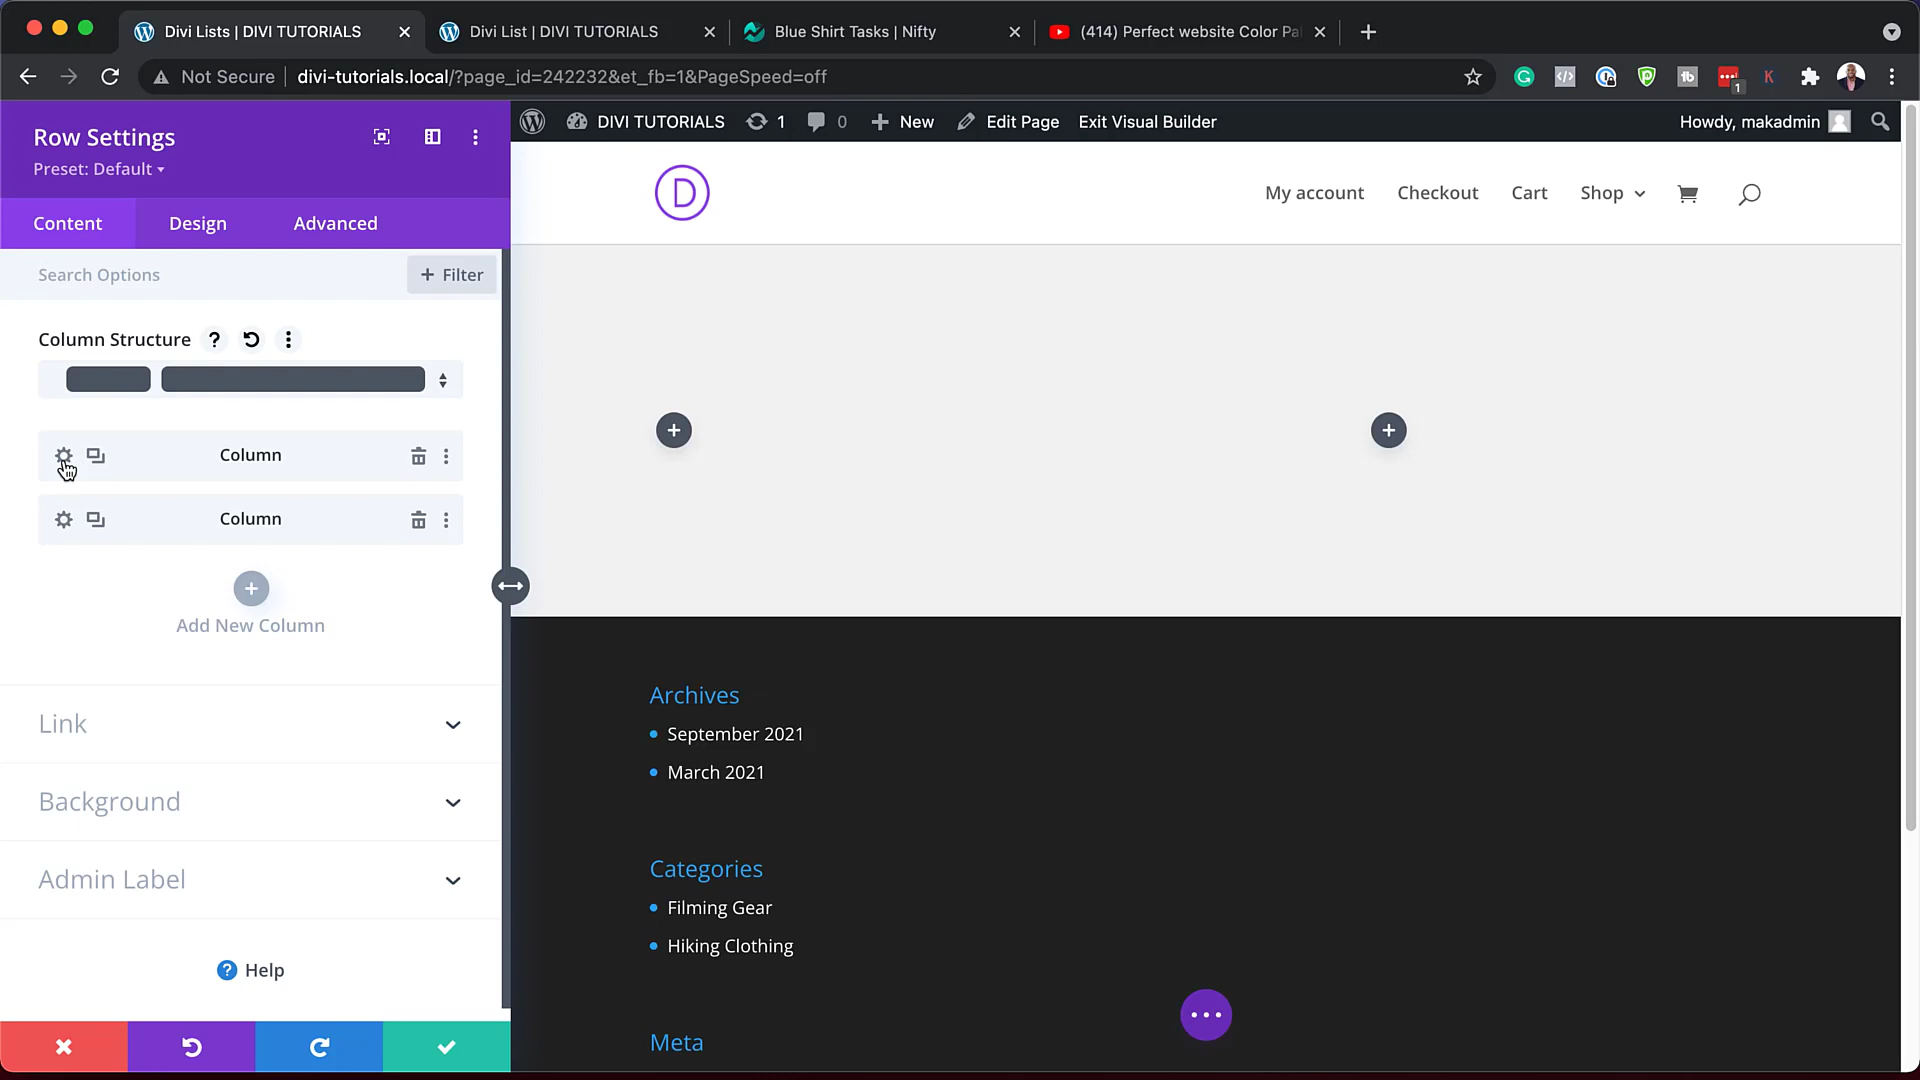 Divi Lists | DIVI TUTORIALS
Divi List | DIVI TUTORIALS
Blue Shirt Tasks | Nifty
(414) Perfect website Color Pal
Not Secure
divi-tutorials.local/?page_id=242232&et_fb=1&PageSpeed=off
1
K
Row Settings
Preset: Default
Content
Design
Advanced
Search Options
+ Filter
Column Structure
Column
Column
Add New Column
Link
Background
Admin Label
Help
DIVI TUTORIALS
1
0
New
Edit Page
Exit Visual Builder
Howdy, makadmin
D
My account
Checkout
Cart
Shop
Archives
September 2021
March 2021
Categories
Filming Gear
Hiking Clothing
Meta